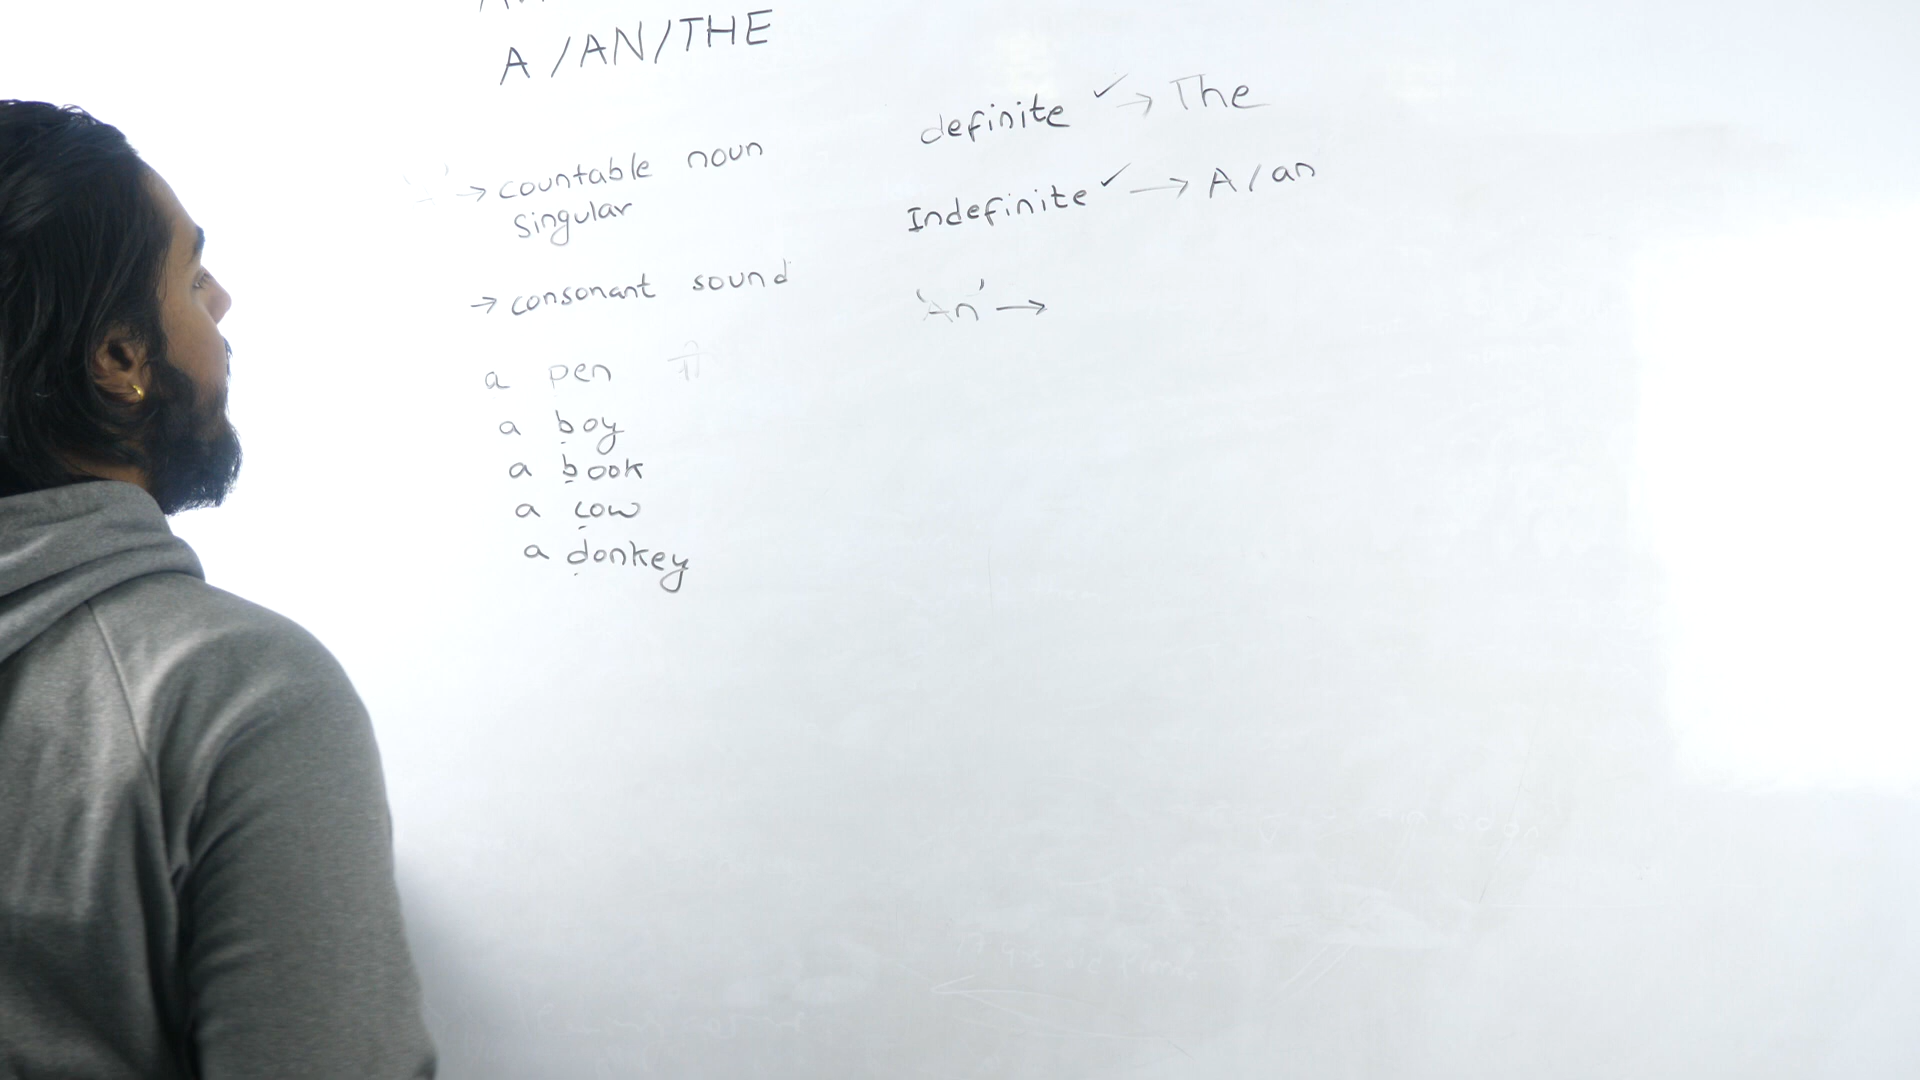 A/AN/THE
→ countable noun
singular
→ consonant sound
a pen
a boy
a book
a cow
a donkey
definite ✓ → The
Indefinite ✓ → A/an
'An' →